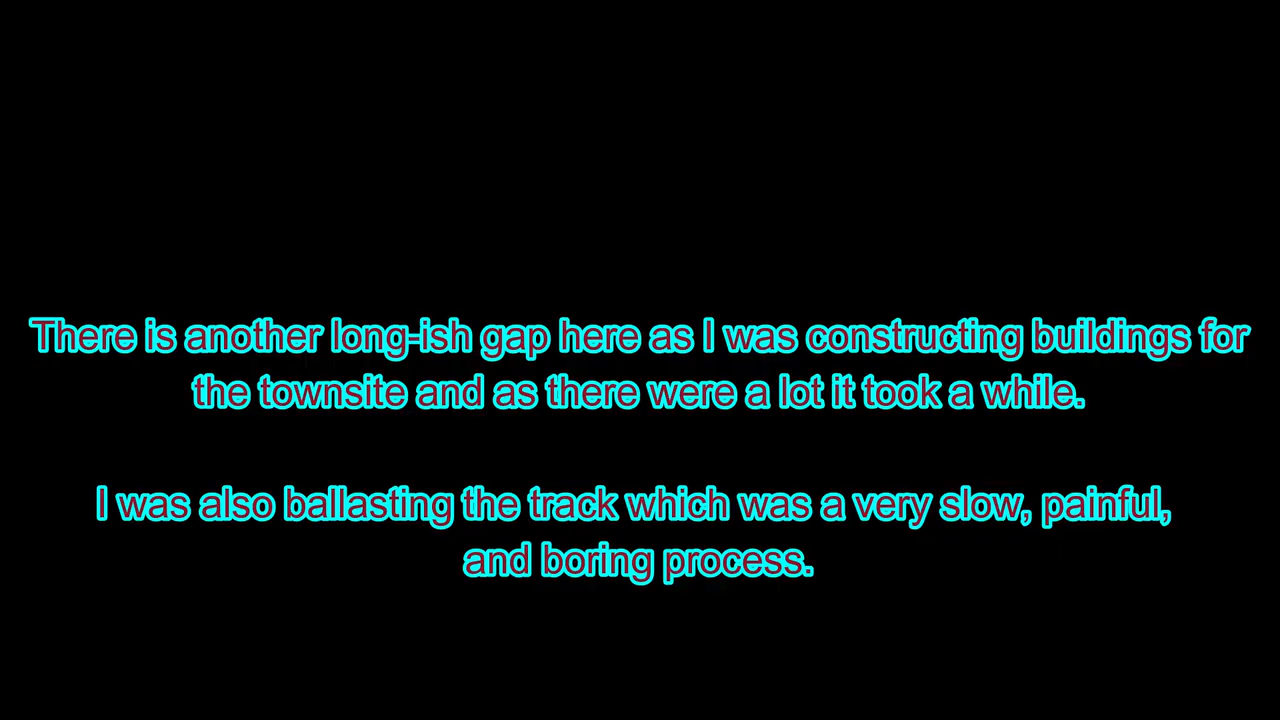 There is another long-ish gap here as I was constructing buildings for
the townsite and as there were a lot it took a while.
I was also ballasting the track which was a very slow, painful,
and boring process.